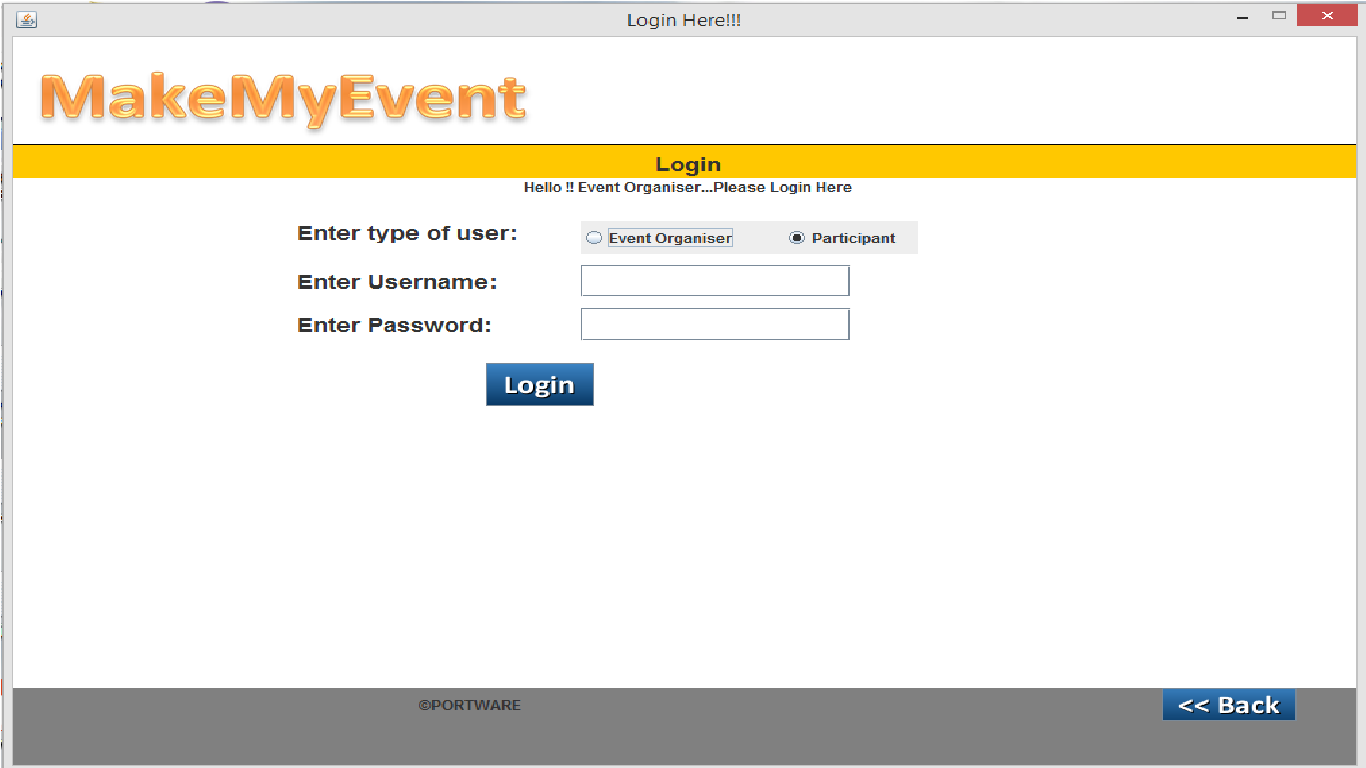 Login Here!!!
MakeMyEvent
Login
Hello !! Event Organiser...Please Login Here
Enter type of user: Event Organiser Participant
Enter Username:
Enter Password:
Login
©PORTWARE << Back